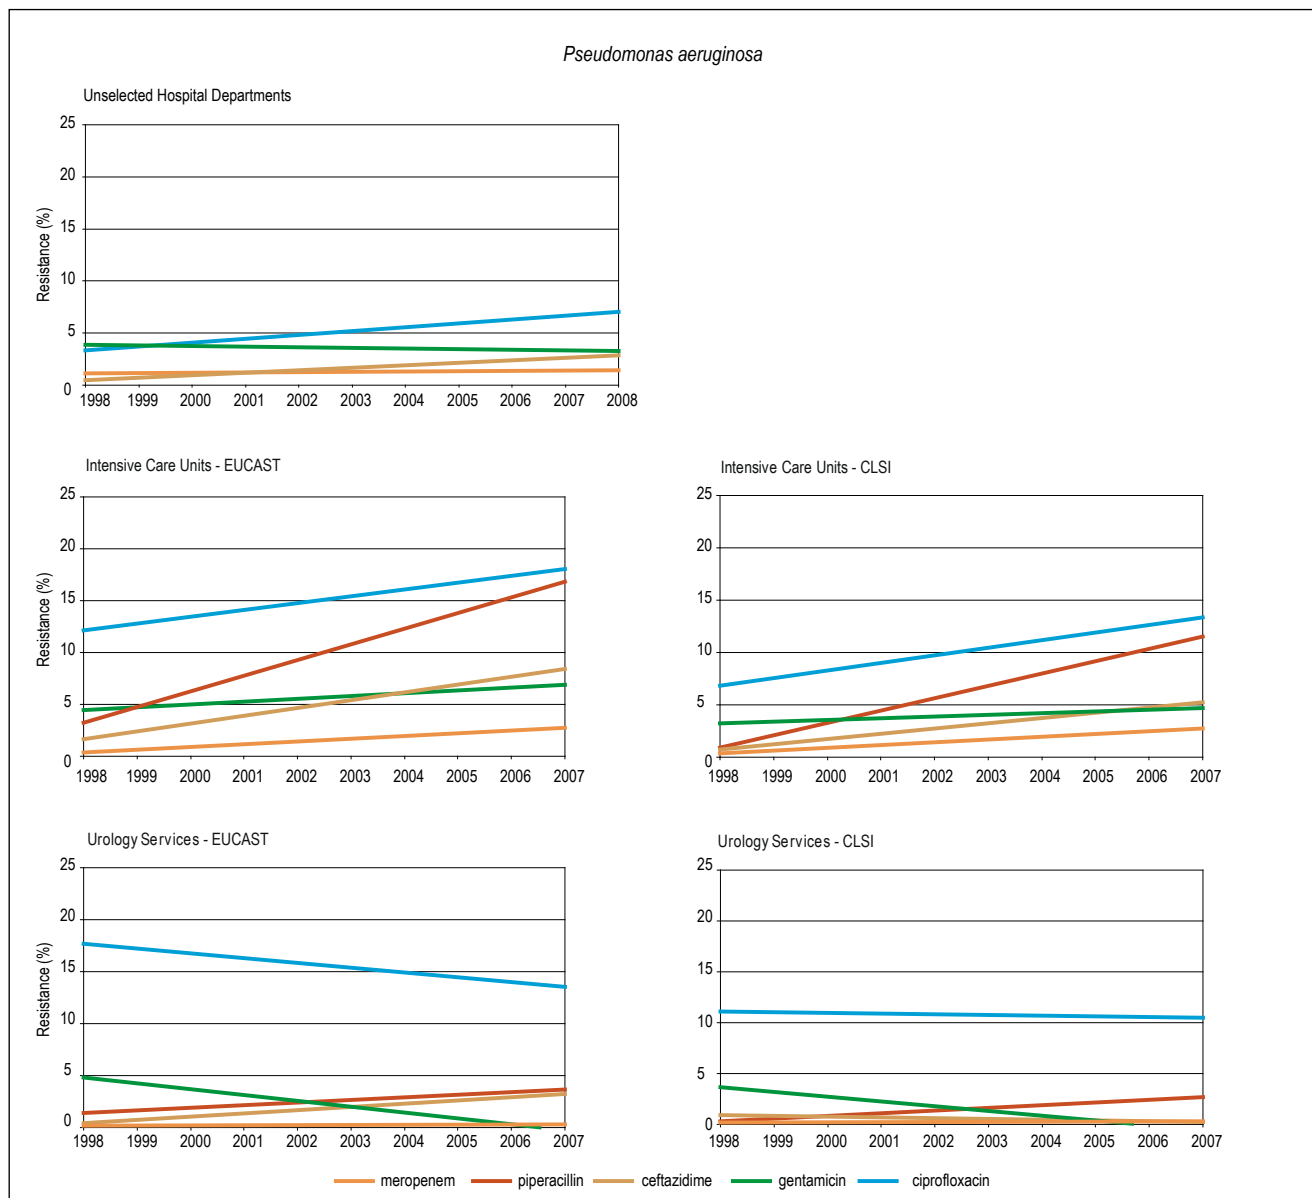 Pseudomonas aeruginosa
Unselected Hospital Departments
Resistance (%)
25
20
15
10
5
0
1998 1999 2000 2001 2002 2003 2004 2005 2006 2007 2008
Intensive Care Units - EUCAST
Resistance (%)
25
20
15
10
5
0
1998 1999 2000 2001 2002 2003 2004 2005 2006 2007
Intensive Care Units - CLSI
25
20
15
10
5
0
1998 1999 2000 2001 2002 2003 2004 2005 2006 2007
Urology Services - EUCAST
Resistance (%)
25
20
15
10
5
0
1998 1999 2000 2001 2002 2003 2004 2005 2006 2007
Urology Services - CLSI
25
20
15
10
5
0
1998 1999 2000 2001 2002 2003 2004 2005 2006 2007
meropenem piperacillin ceftazidime gentamicin ciprofloxacin